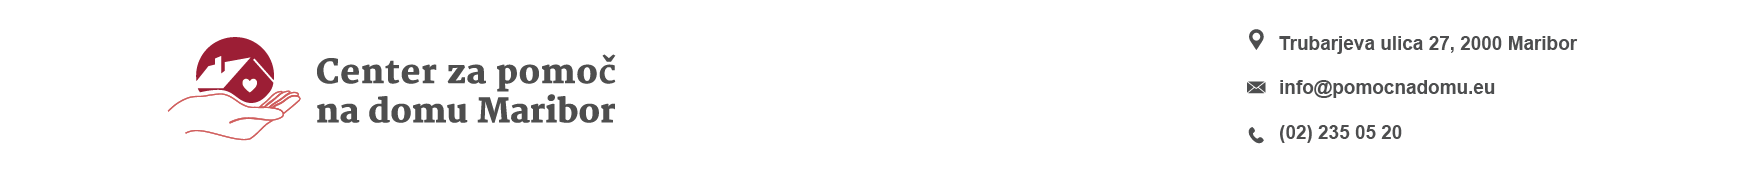 Center za pomoč
na domu Maribor
Trubarjeva ulica 27, 2000 Maribor
info@pomocnadomu.eu
(02) 235 05 20